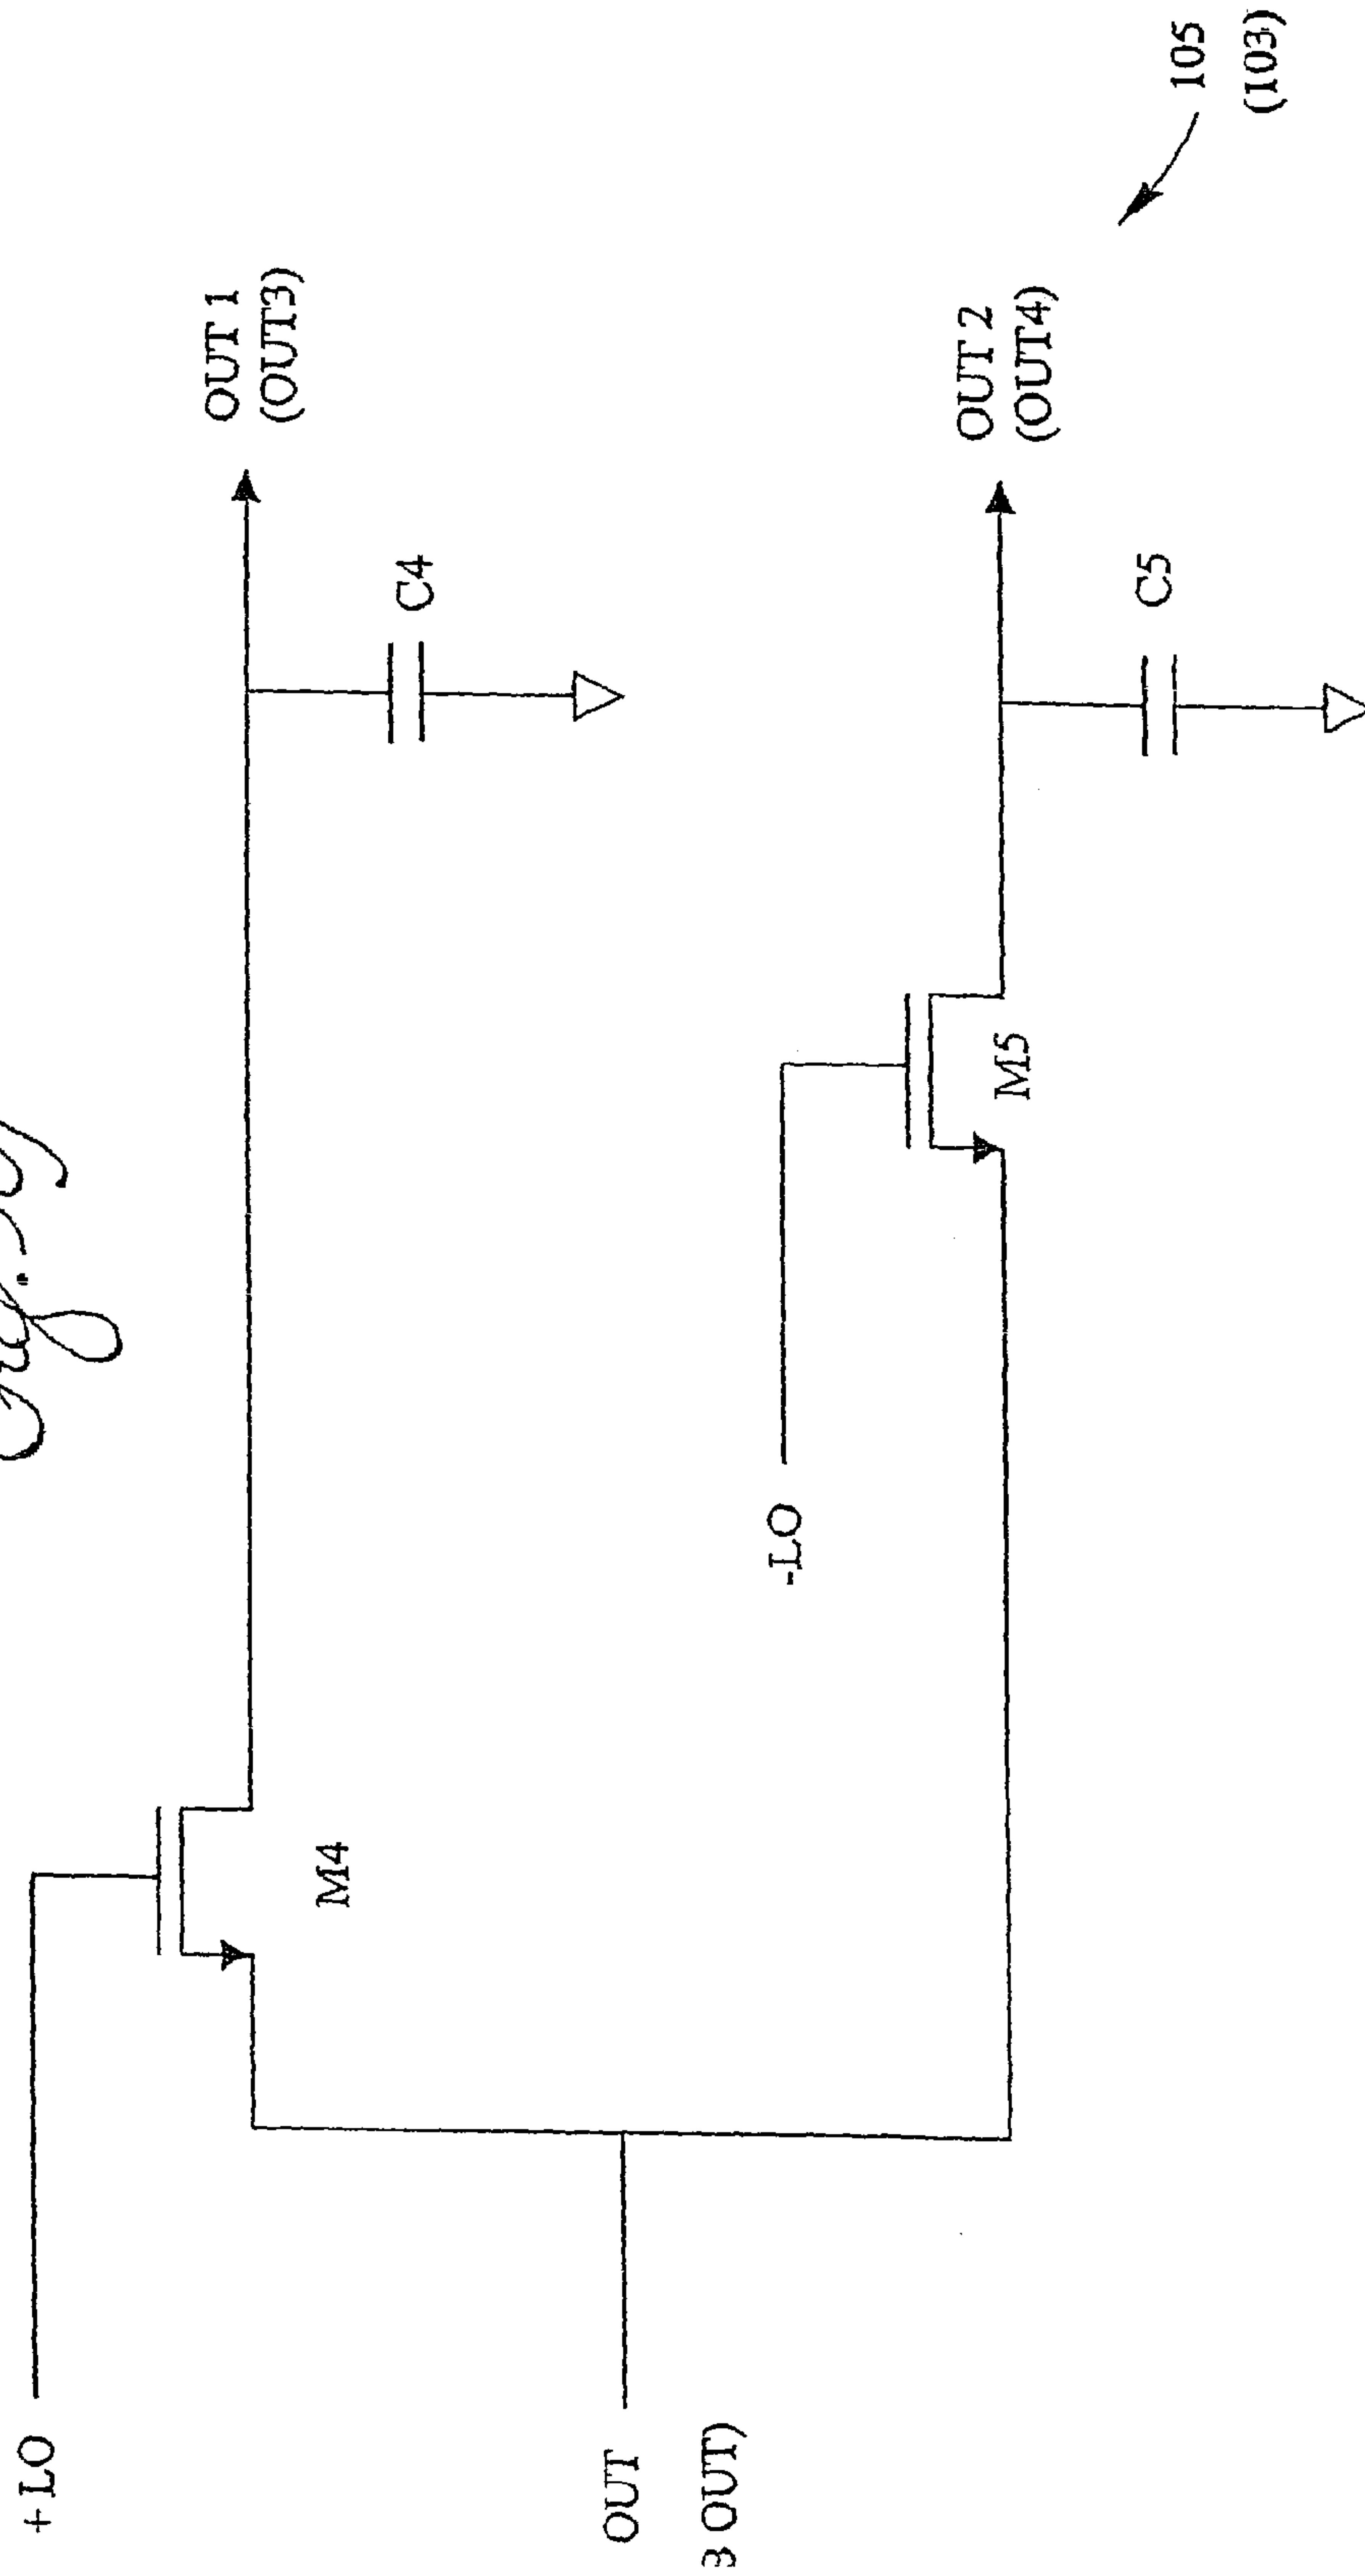 + LO
M4
OUT 1
(OUT3)
C4
OUT
3 OUT)
-LO
M5
OUT 2
(OUT4)
C5
105
(103)